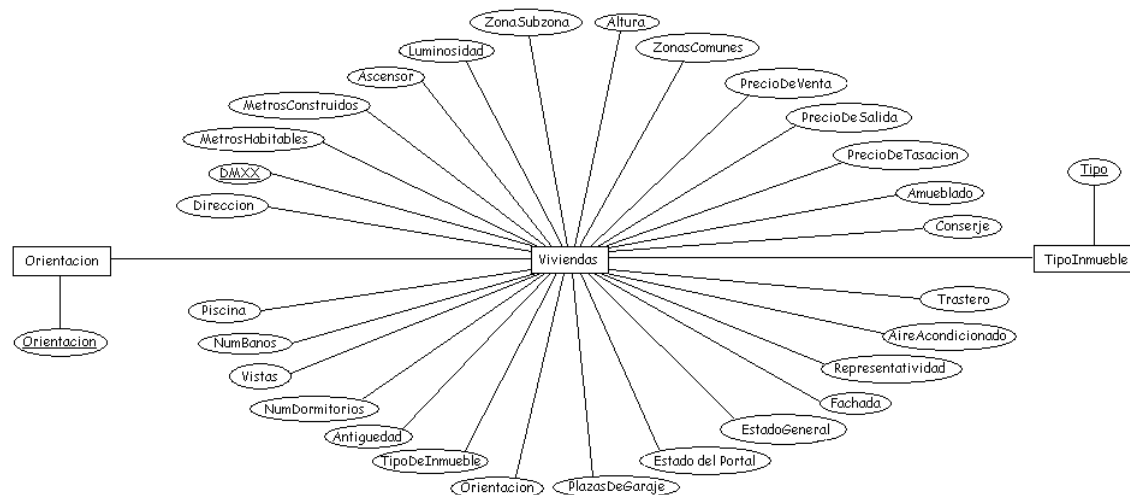 ZonaSubzona
Altura
Luminosidad
ZonasComunes
Ascensor
PrecioDeVenta
MetrosConstruidos
PrecioDeSalida
MetrosHabitables
PrecioDeTasacion
DMXX
Tipo
Direccion
Amueblado
Conserje
Orientacion
Viviendas
TipoInmueble
Piscina
Trastero
Orientacion
NumBanos
AireAcondicionado
Vistas
Representatividad
NumDormitorios
Fachada
Antiguedad
EstadoGeneral
TipoDeInmueble
Estado del Portal
Orientacion
PlazasDeGaraje